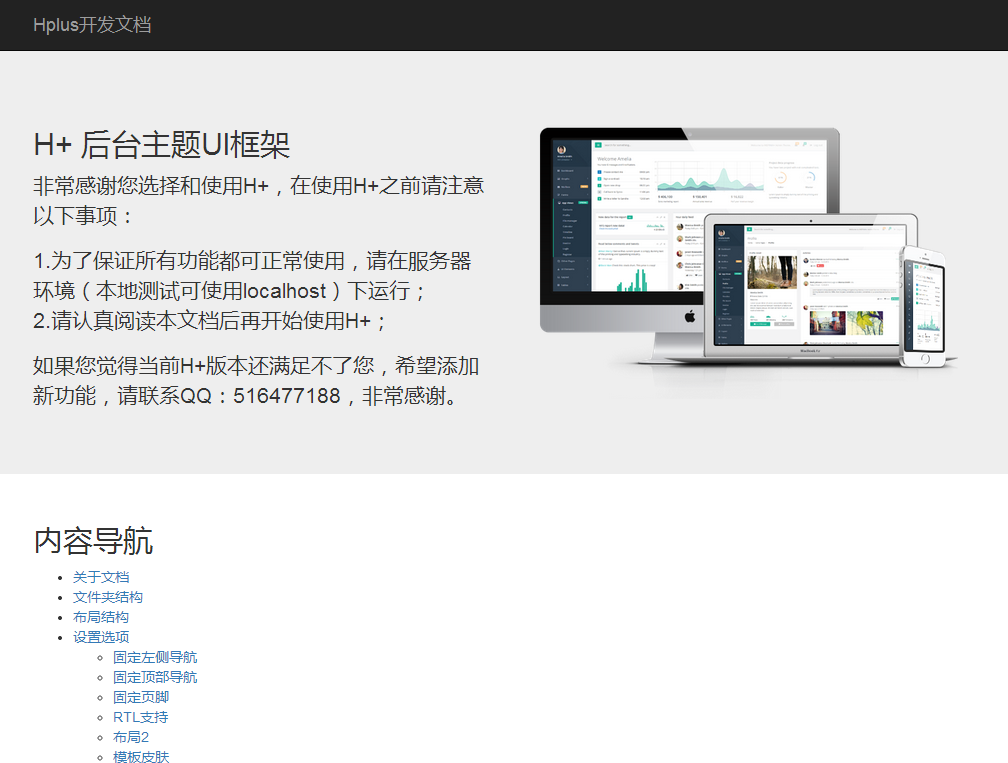 Hplus开发文档
H+ 后台主题UI框架
非常感谢您选择和使用H+，在使用H+之前请注意
以下事项：
1.为了保证所有功能都可正常使用，请在服务器
环境（本地测试可使用localhost）下运行；
2.请认真阅读本文档后再开始使用H+；
如果您觉得当前H+版本还满足不了您，希望添加
新功能，请联系QQ：516477188，非常感谢。
Welcome Amelia
内容导航
关于文档
文件夹结构
布局结构
设置选项
固定左侧导航
固定顶部导航
固定页脚
RTL支持
布局2
模板皮肤